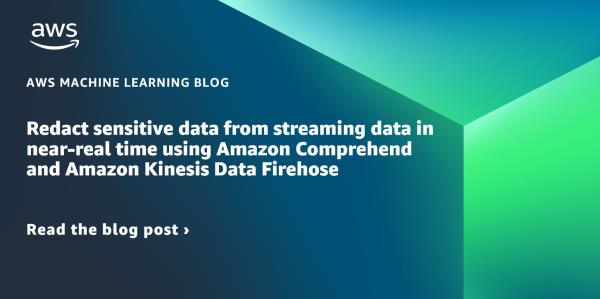 aws
AWS MACHINE LEARNING BLOG
Redact sensitive data from streaming data in
near-real time using Amazon Comprehend
and Amazon Kinesis Data Firehose
Read the blog post ›